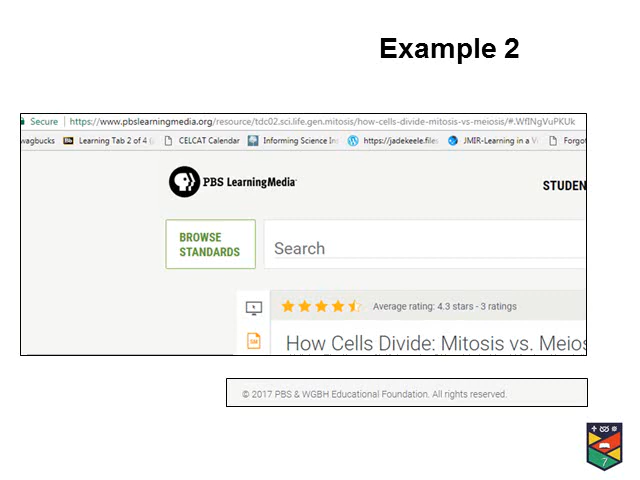 Example 2
Secure | https://www.pbslearningmedia.org/resource/tdc02.sci.life.gen.mitosis/how-cells-divide-mitosis-vs-meiosis/#.WfINgVuPKUk
wagbucks Learning Tab 2 of 4 ( CELCAT Calendar Informing Science In https://jadekeele.files JMIR-Learning in a V Forgot
PBS LearningMedia
STUDEN
BROWSE
STANDARDS
Search
Average rating: 4.3 stars - 3 ratings
How Cells Divide: Mitosis vs. Meios
© 2017 PBS & WGBH Educational Foundation. All rights reserved.
7